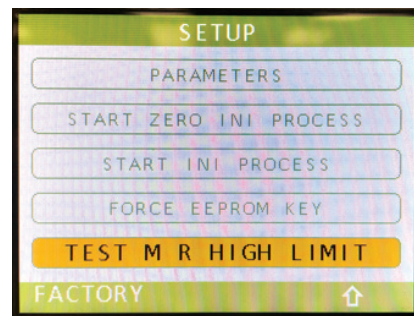 SETUP
PARAMETERS
START ZERO INI PROCESS
START INI PROCESS
FORCE EEPROM KEY
TEST M R HIGH LIMIT
FACTORY